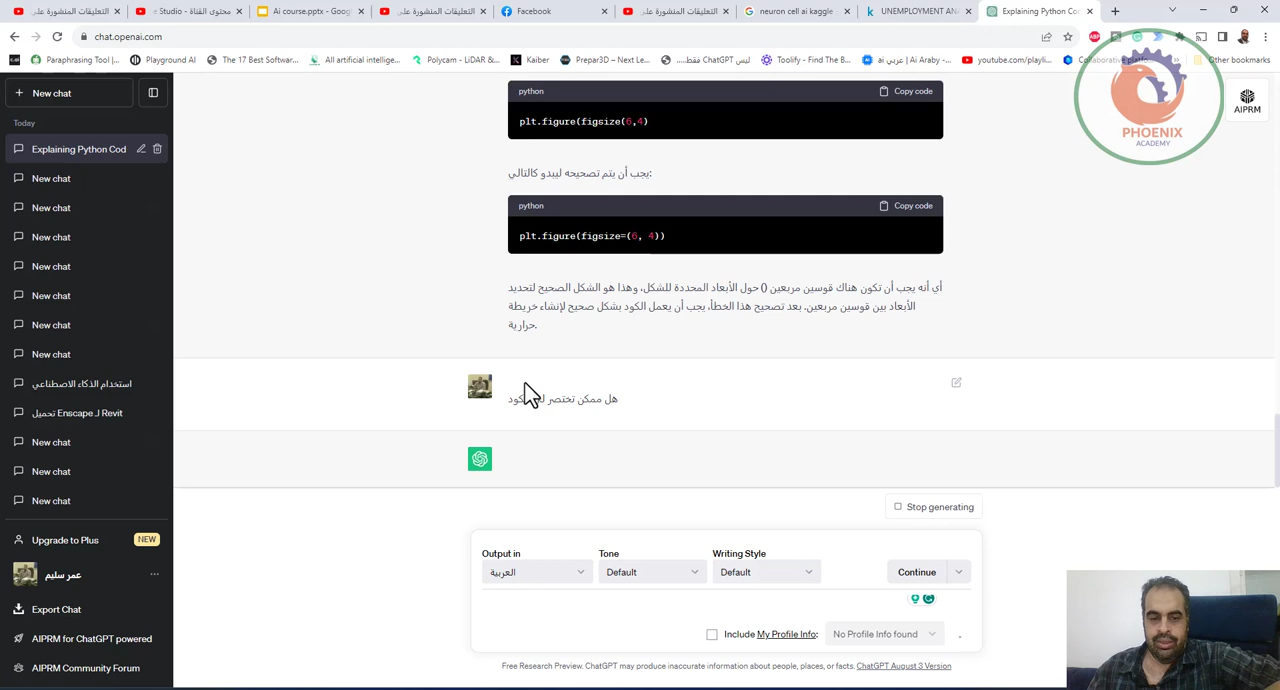 التعليقات المنشورة على
é Studio - محتوى القناة
Ai course.pptx - Googl
التعليقات المنشورة على
Facebook
التعليقات المنشورة على
neuron cell ai kaggle
UNEMPLOYMENT AN
Explaining Python Co
chat.openai.com
Paraphrasing Tool |...
Playground AI
The 17 Best Softwar...
All artificial intellige...
Polycam - LiDAR &...
Kaiber
Prepar3D – Next Le...
ليس ChatGPT فقط.....
Toolify - Find The B...
ai عربي | Ai Araby -...
youtube.com/playli...
Other bookmarks
New chat
Today
Explaining Python Cod
New chat
New chat
New chat
New chat
New chat
New chat
New chat
استخدام الذكاء الاصطناعي
تحميل Enscape لـ Revit
New chat
New chat
New chat
Upgrade to Plus
NEW
عمر سليم
Export Chat
AIPRM for ChatGPT powered
AIPRM Community Forum
python
Copy code
plt.figure(figsize(6,4)
يجب أن يتم تصحيحه ليبدو كالتالي:
python
Copy code
plt.figure(figsize=(6, 4))
أي أنه يجب أن تكون هناك قوسين مربعين () حول الأبعاد المحددة للشكل، وهذا هو الشكل الصحيح لتحديد
الأبعاد بين قوسين مربعين. بعد تصحيح هذا الخطأ، يجب أن يعمل الكود بشكل صحيح لإنشاء خريطة
حرارية.
هل ممكن تختصر
Stop generating
Output in
Tone
Writing Style
العربية
Default
Default
Continue
Include My Profile Info:
No Profile Info found
Free Research Preview. ChatGPT may produce inaccurate information about people, places, or facts. ChatGPT August 3 Version
PHOENIX
ACADEMY
AIPRM